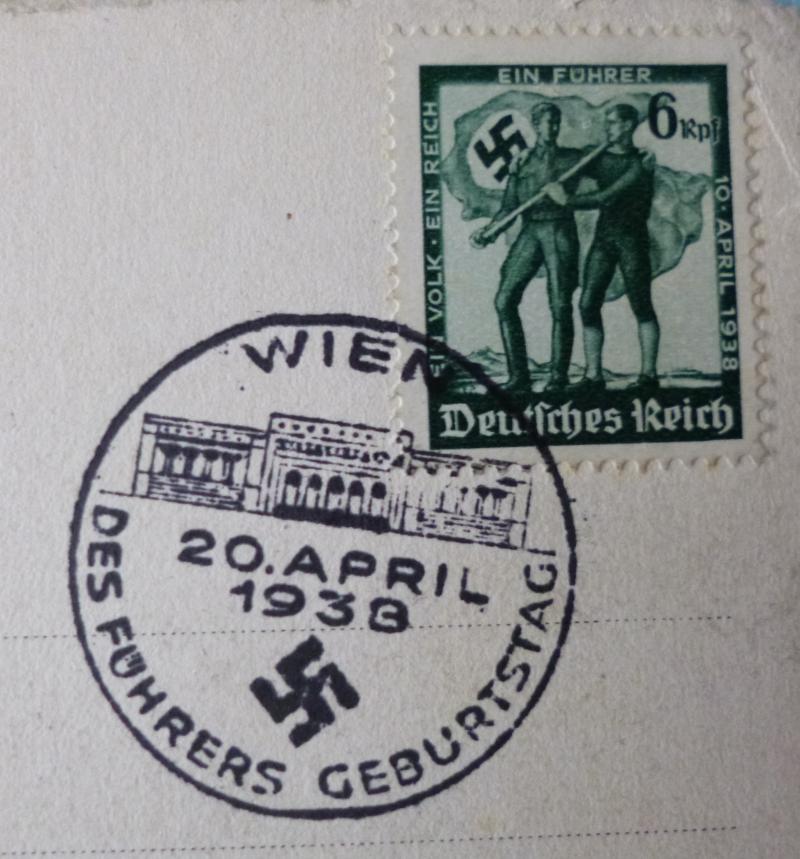 EIN FÜHRER
EIN VOLK · EIN REICH
6 Rpf
10. APRIL 1938
Deutsches Reich
WIEN
20. APRIL
1938
DES FÜHRERS GEBURTSTAG